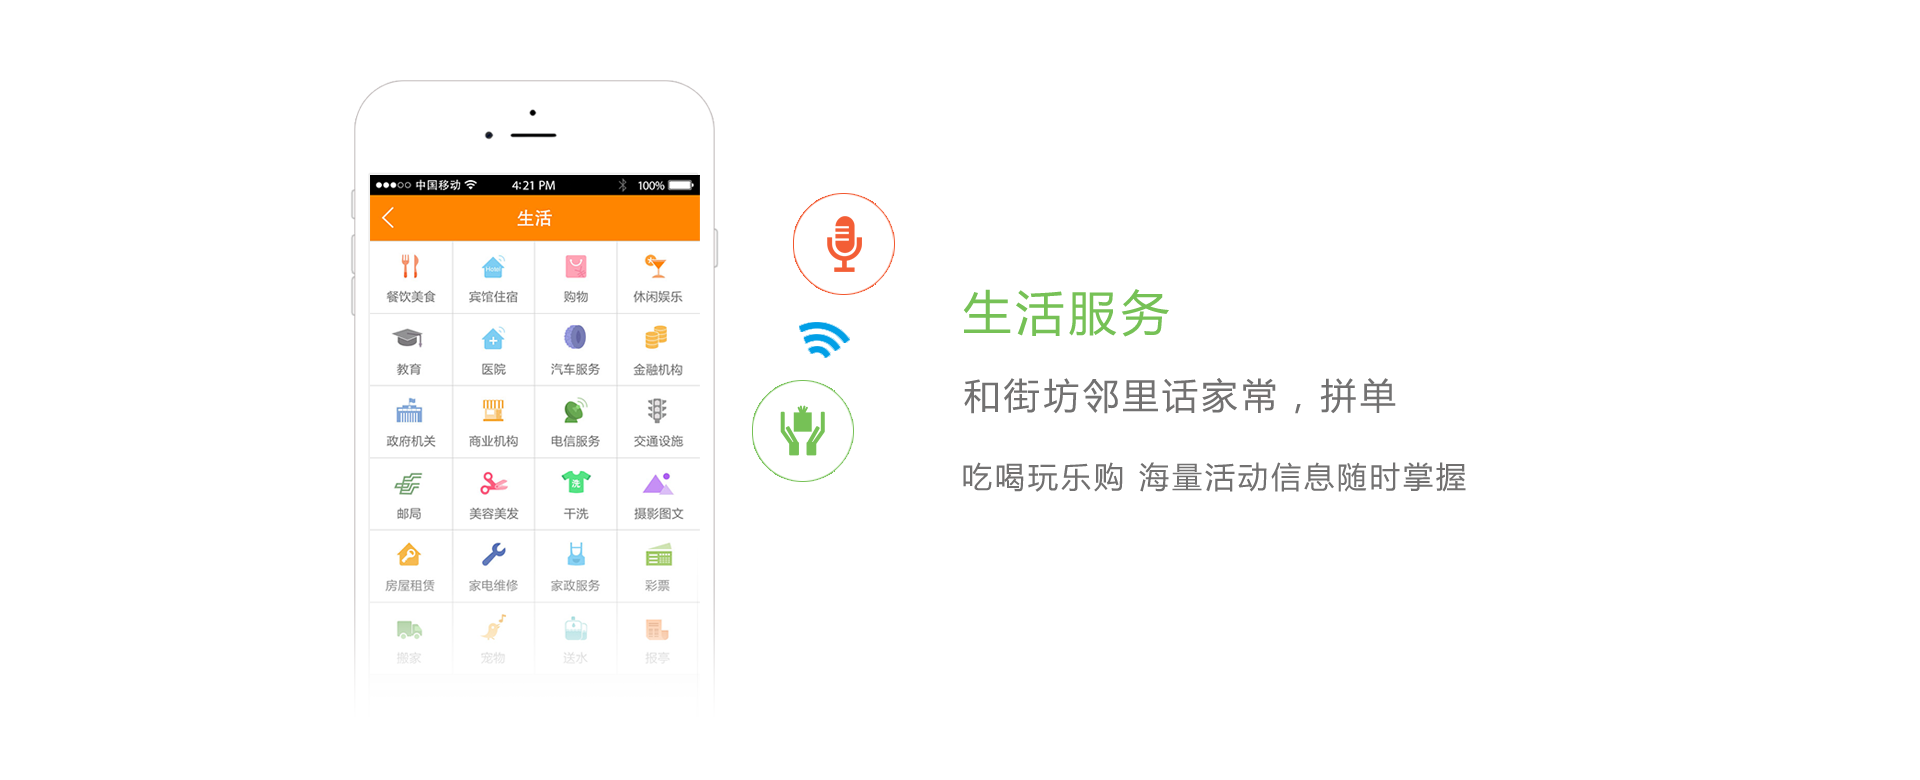 中国移动 4:21 PM 100%
生活
餐饮美食 宾馆住宿 购物 休闲娱乐
Hotel
教育 医院 汽车服务 金融机构
政府机关 商业机构 电信服务 交通设施
洗
邮局 美容美发 干洗 摄影图文
房屋租赁 家电维修 家政服务 彩票
搬家 宠物 送水 报亭
生活服务
和街坊邻里话家常，拼单
吃喝玩乐购 海量活动信息随时掌握